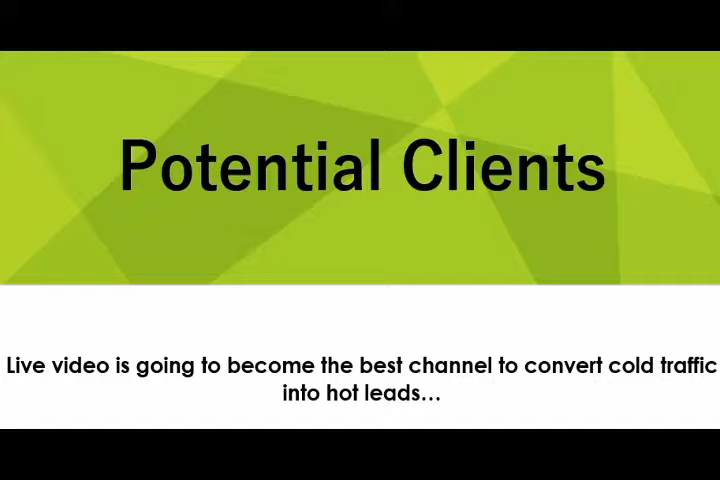 Potential Clients
Live video is going to become the best channel to convert cold traffic
into hot leads...